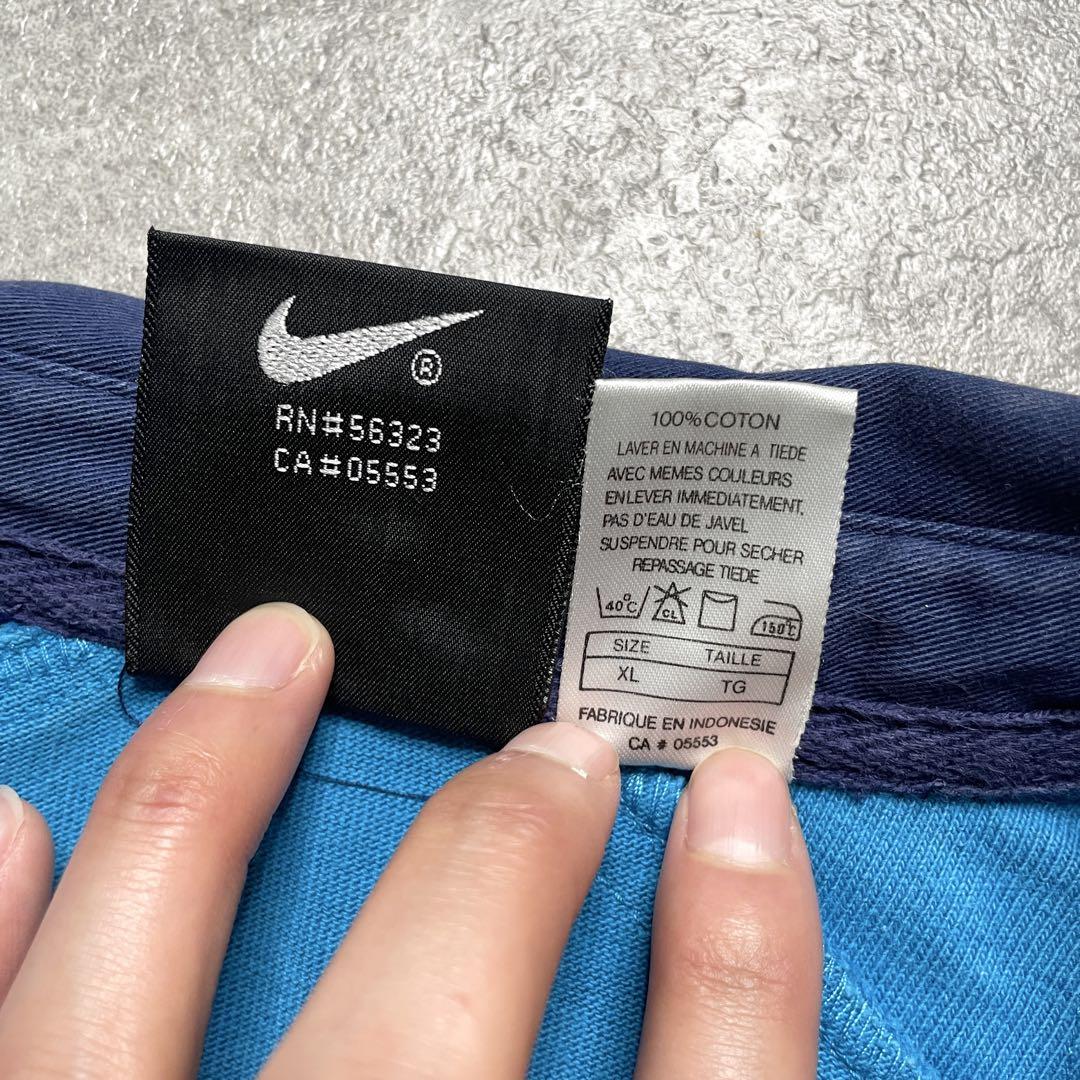 ®
RN#56323
CA#05553
100%COTON
LAVER EN MACHINE A TIEDE
AVEC MEMES COULEURS
ENLEVER IMMEDIATEMENT,
PAS D'EAU DE JAVEL
SUSPENDRE POUR SECHER
REPASSAGE TIEDE
40°C CL 150°C
SIZE TAILLE
XL TG
FABRIQUE EN INDONESIE
CA # 05553